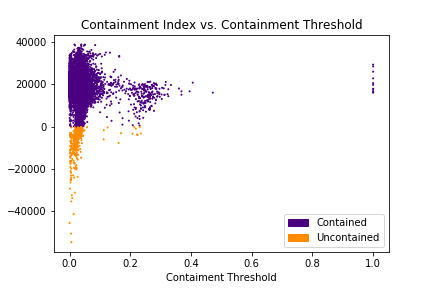 Containment Index vs. Containment Threshold
40000
20000
0
−20000
−40000
0.0 0.2 0.4 0.6 0.8 1.0
Contained
Uncontained
Contaiment Threshold